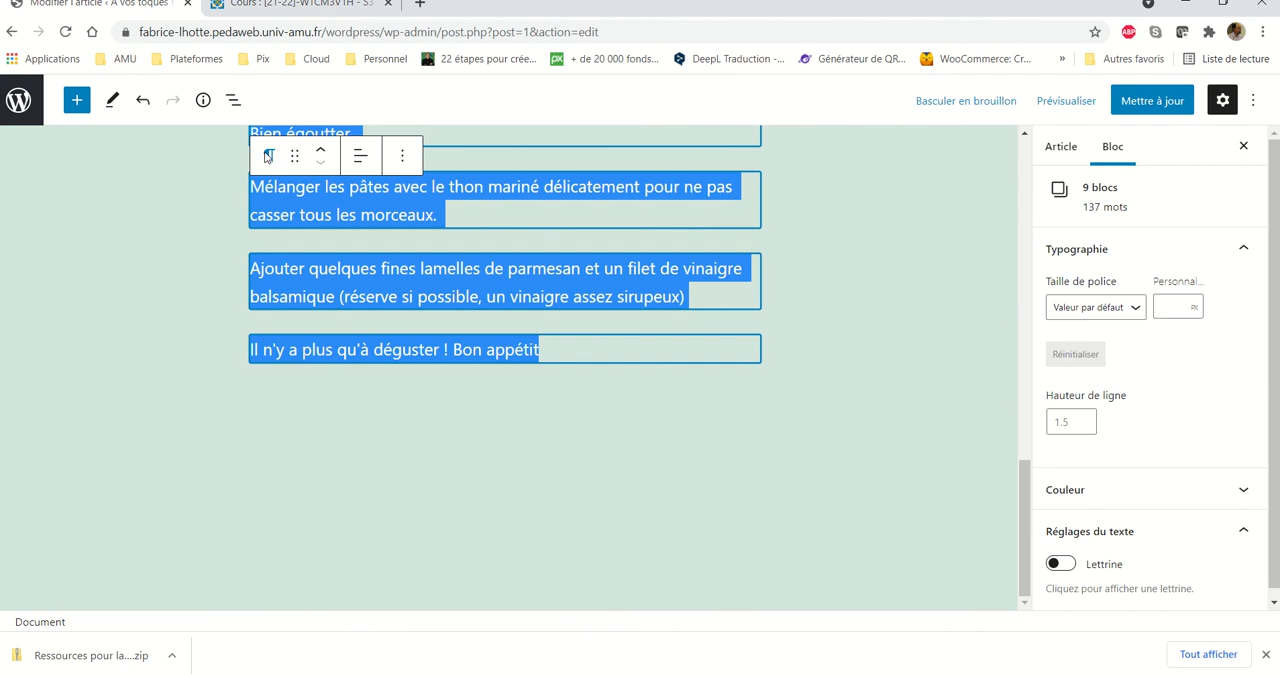 Modifier l'article ‹ À vos toques !
Cours : [21-22]-W1CM3V1H - S3
fabrice-lhotte.pedaweb.univ-amu.fr/wordpress/wp-admin/post.php?post=1&action=edit
ABP
Applications
AMU
Plateformes
Pix
Cloud
Personnel
22 étapes pour crée...
+ de 20 000 fonds...
DeepL Traduction -...
Générateur de QR...
WooCommerce: Cr...
»
Autres favoris
Liste de lecture
Basculer en brouillon
Prévisualiser
Mettre à jour
Bien égoutter.
Mélanger les pâtes avec le thon mariné délicatement pour ne pas
casser tous les morceaux.
Ajouter quelques fines lamelles de parmesan et un filet de vinaigre
balsamique (réserve si possible, un vinaigre assez sirupeux)
Il n'y a plus qu'à déguster ! Bon appétit
Article
Bloc
9 blocs
137 mots
Typographie
Taille de police
Personnal...
Valeur par défaut
PX
Réinitialiser
Hauteur de ligne
1.5
Couleur
Réglages du texte
Lettrine
Cliquez pour afficher une lettrine.
Document
Ressources pour la....zip
Tout afficher